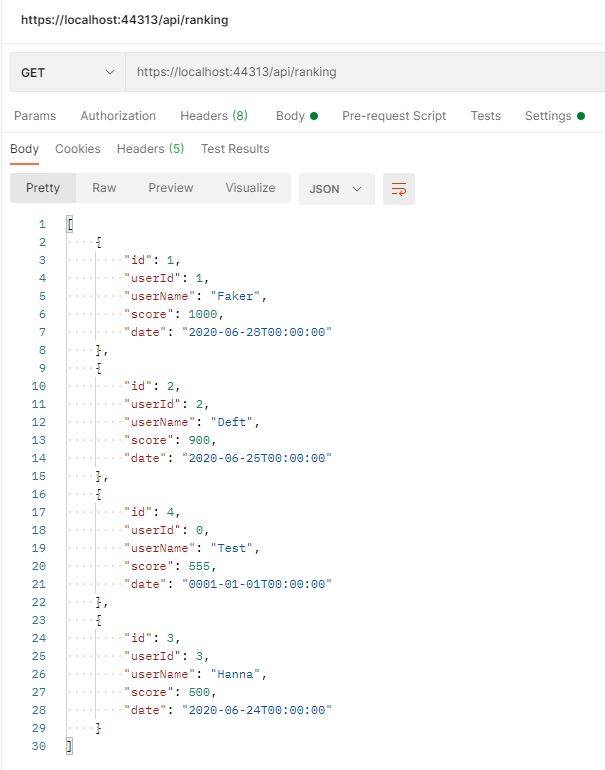 https://localhost:44313/api/ranking
GET https://localhost:44313/api/ranking
Params Authorization Headers (8) Body Pre-request Script Tests Settings
Body Cookies Headers (5) Test Results
Pretty Raw Preview Visualize JSON
1 [
2 {
3 "id": 1,
4 "userId": 1,
5 "userName": "Faker",
6 "score": 1000,
7 "date": "2020-06-28T00:00:00"
8 },
9 {
10 "id": 2,
11 "userId": 2,
12 "userName": "Deft",
13 "score": 900,
14 "date": "2020-06-25T00:00:00"
15 },
16 {
17 "id": 4,
18 "userId": 0,
19 "userName": "Test",
20 "score": 555,
21 "date": "0001-01-01T00:00:00"
22 },
23 {
24 "id": 3,
25 "userId": 3,
26 "userName": "Hanna",
27 "score": 500,
28 "date": "2020-06-24T00:00:00"
29 }
30 ]